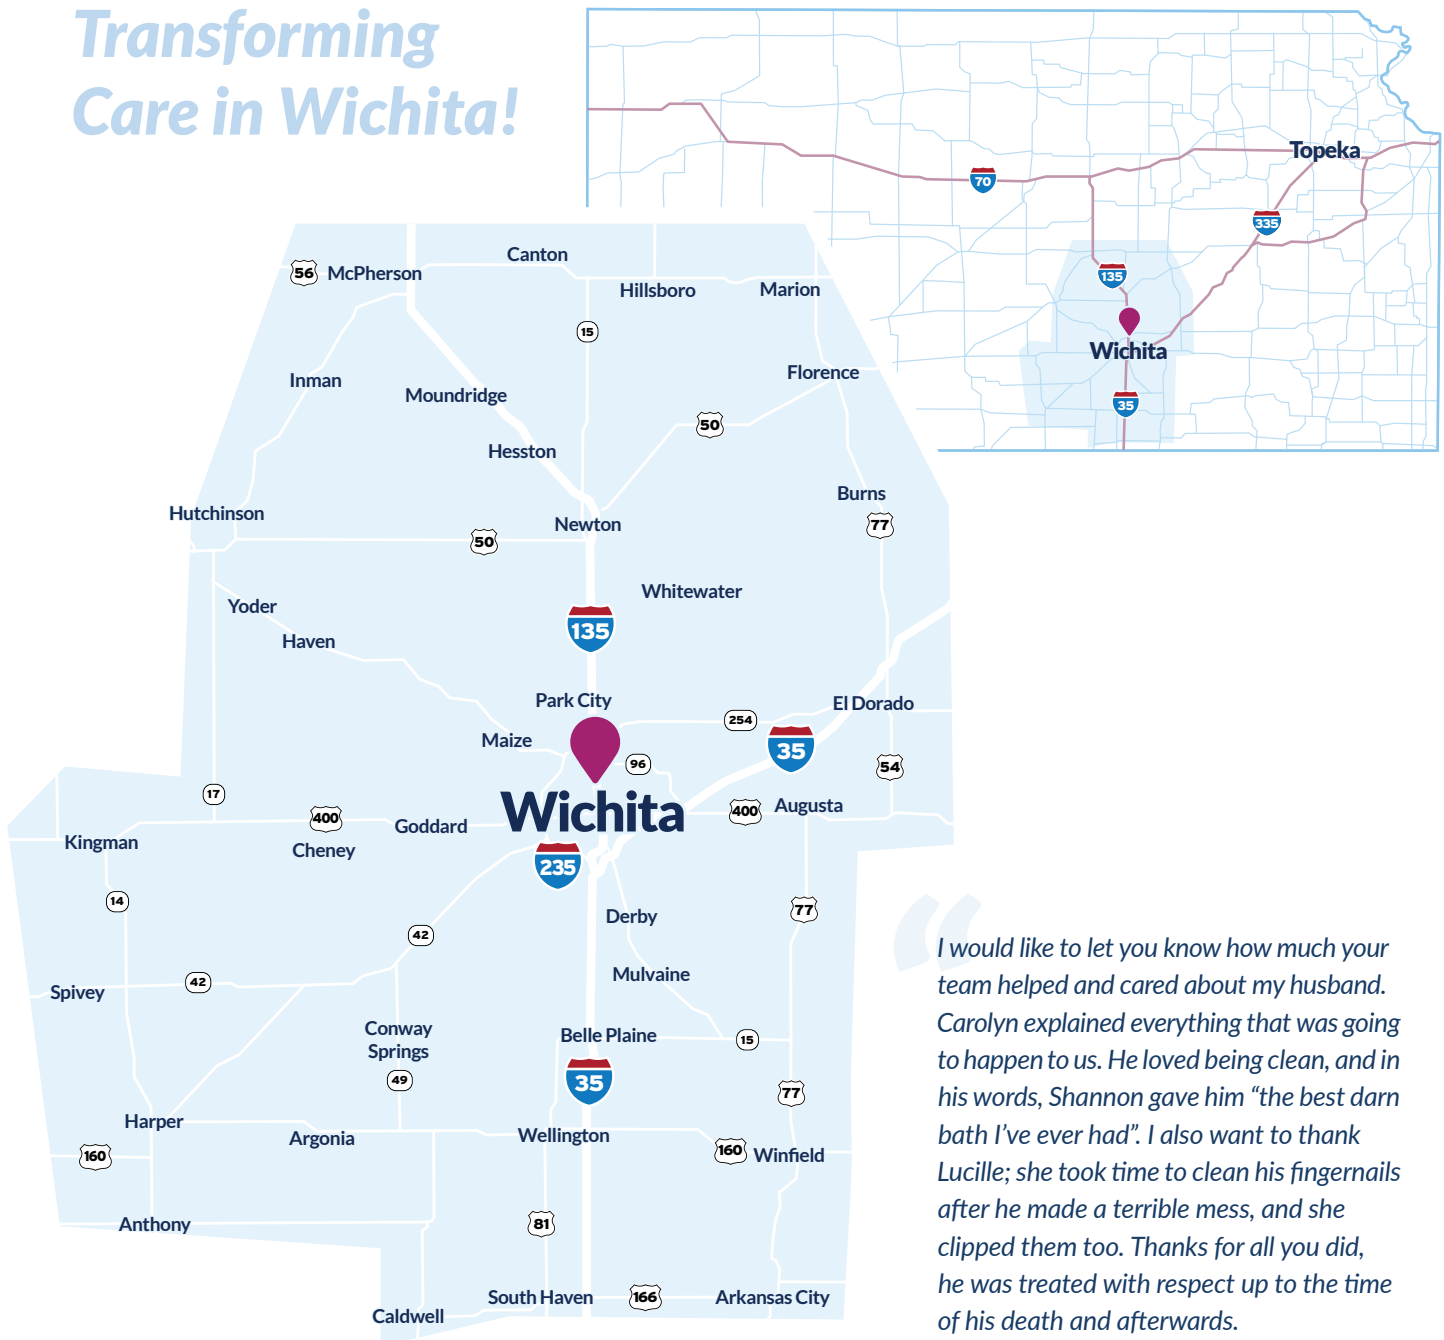 Transforming
Care in Wichita!
Topeka
70
335
135
Wichita
35
Canton
56 McPherson
Hillsboro
Marion
15
Florence
Inman
Moundridge
50
Hesston
Burns
Hutchinson
Newton
77
50
Whitewater
Yoder
135
Haven
Park City
El Dorado
254
Maize
35
96
54
17
Wichita
400
Augusta
400
Goddard
Kingman
Cheney
235
14
77
Derby
42
Mulvaine
42
Spivey
Conway
Springs
Belle Plaine
15
49
35
77
Harper
Argonia
Wellington
160
160 Winfield
Anthony
81
South Haven
166
Arkansas City
Caldwell
“
I would like to let you know how much your
team helped and cared about my husband.
Carolyn explained everything that was going
to happen to us. He loved being clean, and in
his words, Shannon gave him “the best darn
bath I’ve ever had”. I also want to thank
Lucille; she took time to clean his fingernails
after he made a terrible mess, and she
clipped them too. Thanks for all you did,
he was treated with respect up to the time
of his death and afterwards.